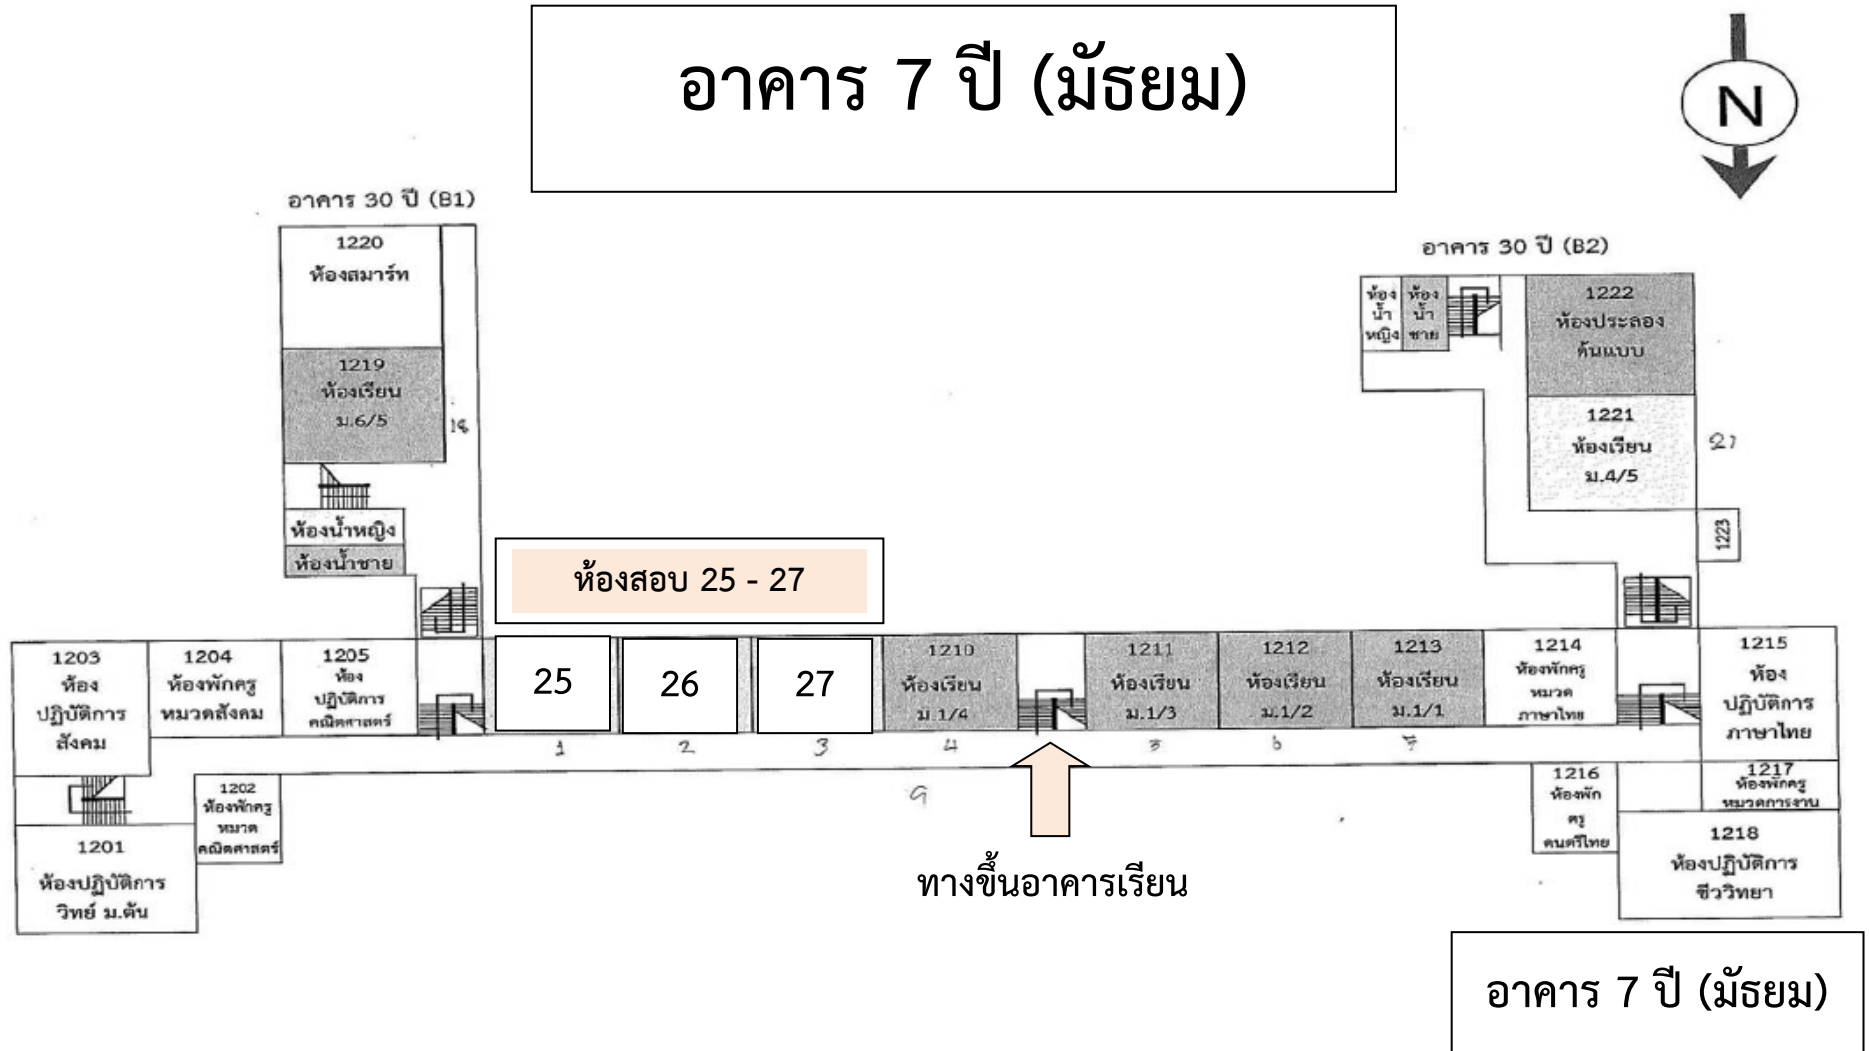 อาคาร 7 ปี (มัธยม)
N
อาคาร 30 ปี (B1)
1220
ห้องสมาร์ท
1219
ห้องเรียน
ม.6/5
18
ห้องน้ำหญิง
ห้องน้ำชาย
อาคาร 30 ปี (B2)
ห้อง
น้ำ
หญิง
ห้อง
น้ำ
ชาย
1222
ห้องประลอง
ต้นแบบ
1221
ห้องเรียน
ม.4/5
21
1223
ห้องสอบ 25 - 27
1203
ห้อง
ปฏิบัติการ
สังคม
1204
ห้องพักครู
หมวดสังคม
1205
ห้อง
ปฏิบัติการ
คณิตศาสตร์
25
26
27
1210
ห้องเรียน
ม.1/4
1211
ห้องเรียน
ม.1/3
1212
ห้องเรียน
ม.1/2
1213
ห้องเรียน
ม.1/1
1214
ห้องพักครู
หมวด
ภาษาไทย
1215
ห้อง
ปฏิบัติการ
ภาษาไทย
1 2 3 4 5 6 7
9
1202
ห้องพักครู
หมวด
คณิตศาสตร์
1201
ห้องปฏิบัติการ
วิทย์ ม.ต้น
ทางขึ้นอาคารเรียน
1216
ห้องพัก
ครู
ดนตรีไทย
1217
ห้องพักครู
หมวดการงาน
1218
ห้องปฏิบัติการ
ชีววิทยา
อาคาร 7 ปี (มัธยม)